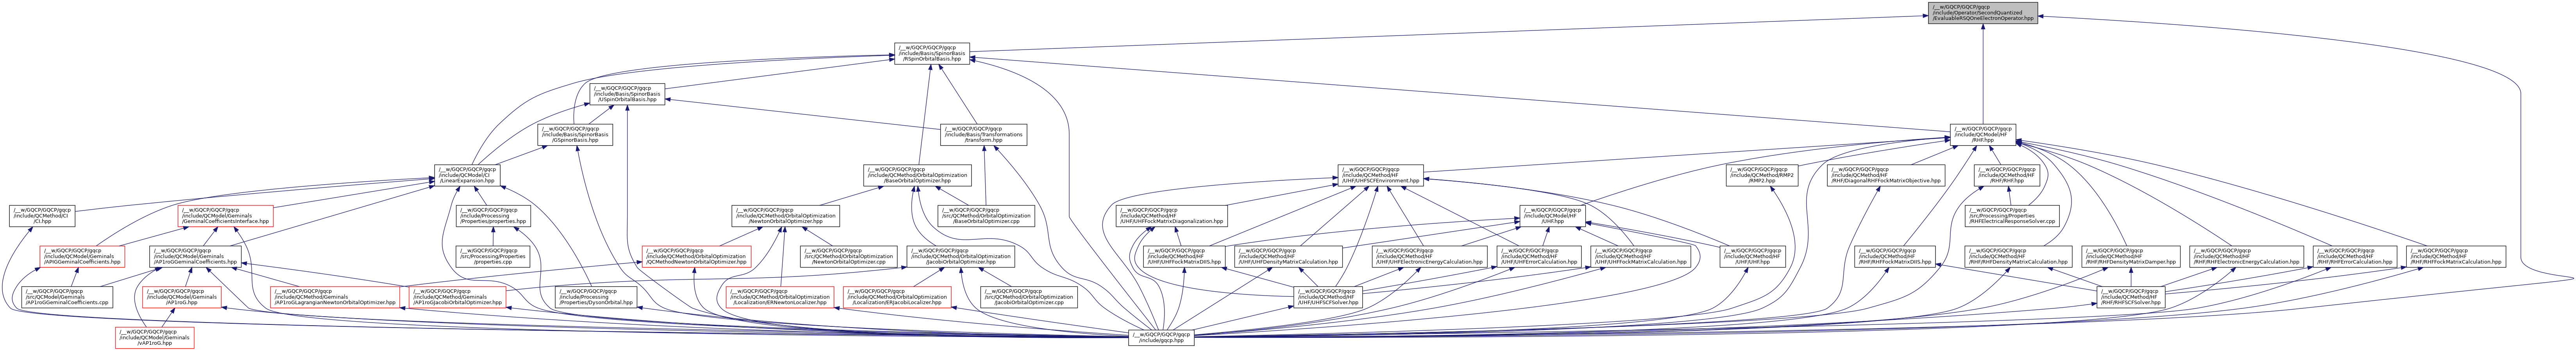 /__w/GQCP/GQCP/gqcp
/include/Operator/SecondQuantized
/EvaluableRSQOneElectronOperator.hpp
/__w/GQCP/GQCP/gqcp
/include/Basis/SpinorBasis
/RSpinOrbitalBasis.hpp
/__w/GQCP/GQCP/gqcp
/include/Basis/SpinorBasis
/USpinOrbitalBasis.hpp
/__w/GQCP/GQCP/gqcp
/include/Basis/SpinorBasis
/GSpinorBasis.hpp
/__w/GQCP/GQCP/gqcp
/include/Basis/Transformations
/transform.hpp
/__w/GQCP/GQCP/gqcp
/include/QCModel/HF
/RHF.hpp
/__w/GQCP/GQCP/gqcp
/include/QCModel/CI
/LinearExpansion.hpp
/__w/GQCP/GQCP/gqcp
/include/QCMethod/OrbitalOptimization
/BaseOrbitalOptimizer.hpp
/__w/GQCP/GQCP/gqcp
/include/QCMethod/HF
/UHF/UHFSCFEnvironment.hpp
/__w/GQCP/GQCP/gqcp
/include/QCMethod/RMP2
/RMP2.hpp
/__w/GQCP/GQCP/gqcp
/include/QCMethod/HF
/RHF/DiagonalRHFFockMatrixObjective.hpp
/__w/GQCP/GQCP/gqcp
/include/QCMethod/HF
/RHF/RHF.hpp
/__w/GQCP/GQCP/gqcp
/include/QCMethod/CI
/CI.hpp
/__w/GQCP/GQCP/gqcp
/include/QCModel/Geminals
/GeminalCoefficientsInterface.hpp
/__w/GQCP/GQCP/gqcp
/include/Processing
/Properties/properties.hpp
/__w/GQCP/GQCP/gqcp
/include/QCMethod/OrbitalOptimization
/NewtonOrbitalOptimizer.hpp
/__w/GQCP/GQCP/gqcp
/src/QCMethod/OrbitalOptimization
/BaseOrbitalOptimizer.cpp
/__w/GQCP/GQCP/gqcp
/include/QCMethod/HF
/UHF/UHFFockMatrixDiagonalization.hpp
/__w/GQCP/GQCP/gqcp
/include/QCModel/HF
/UHF.hpp
/__w/GQCP/GQCP/gqcp
/src/Processing/Properties
/RHFElectricalResponseSolver.cpp
/__w/GQCP/GQCP/gqcp
/include/QCModel/Geminals
/APIGGeminalCoefficients.hpp
/__w/GQCP/GQCP/gqcp
/include/QCModel/Geminals
/AP1roGGeminalCoefficients.hpp
/__w/GQCP/GQCP/gqcp
/src/Processing/Properties
/properties.cpp
/__w/GQCP/GQCP/gqcp
/include/QCMethod/OrbitalOptimization
/QCMethodNewtonOrbitalOptimizer.hpp
/__w/GQCP/GQCP/gqcp
/src/QCMethod/OrbitalOptimization
/NewtonOrbitalOptimizer.cpp
/__w/GQCP/GQCP/gqcp
/include/QCMethod/OrbitalOptimization
/JacobiOrbitalOptimizer.hpp
/__w/GQCP/GQCP/gqcp
/include/QCMethod/HF
/UHF/UHFFockMatrixDIIS.hpp
/__w/GQCP/GQCP/gqcp
/include/QCMethod/HF
/UHF/UHFDensityMatrixCalculation.hpp
/__w/GQCP/GQCP/gqcp
/include/QCMethod/HF
/UHF/UHFElectronicEnergyCalculation.hpp
/__w/GQCP/GQCP/gqcp
/include/QCMethod/HF
/UHF/UHFErrorCalculation.hpp
/__w/GQCP/GQCP/gqcp
/include/QCMethod/HF
/UHF/UHFFockMatrixCalculation.hpp
/__w/GQCP/GQCP/gqcp
/include/QCMethod/HF
/UHF/UHF.hpp
/__w/GQCP/GQCP/gqcp
/include/QCMethod/HF
/RHF/RHFFockMatrixDIIS.hpp
/__w/GQCP/GQCP/gqcp
/include/QCMethod/HF
/RHF/RHFDensityMatrixCalculation.hpp
/__w/GQCP/GQCP/gqcp
/include/QCMethod/HF
/RHF/RHFDensityMatrixDamper.hpp
/__w/GQCP/GQCP/gqcp
/include/QCMethod/HF
/RHF/RHFElectronicEnergyCalculation.hpp
/__w/GQCP/GQCP/gqcp
/include/QCMethod/HF
/RHF/RHFErrorCalculation.hpp
/__w/GQCP/GQCP/gqcp
/include/QCMethod/HF
/RHF/RHFFockMatrixCalculation.hpp
/__w/GQCP/GQCP/gqcp
/src/QCModel/Geminals
/AP1roGGeminalCoefficients.cpp
/__w/GQCP/GQCP/gqcp
/include/QCModel/Geminals
/AP1roG.hpp
/__w/GQCP/GQCP/gqcp
/include/QCMethod/Geminals
/AP1roGLagrangianNewtonOrbitalOptimizer.hpp
/__w/GQCP/GQCP/gqcp
/include/QCMethod/Geminals
/AP1roGJacobiOrbitalOptimizer.hpp
/__w/GQCP/GQCP/gqcp
/include/Processing
/Properties/DysonOrbital.hpp
/__w/GQCP/GQCP/gqcp
/include/QCMethod/OrbitalOptimization
/Localization/ERNewtonLocalizer.hpp
/__w/GQCP/GQCP/gqcp
/include/QCMethod/OrbitalOptimization
/Localization/ERJacobiLocalizer.hpp
/__w/GQCP/GQCP/gqcp
/src/QCMethod/OrbitalOptimization
/JacobiOrbitalOptimizer.cpp
/__w/GQCP/GQCP/gqcp
/include/QCMethod/HF
/UHF/UHFSCFSolver.hpp
/__w/GQCP/GQCP/gqcp
/include/QCMethod/HF
/RHF/RHFSCFSolver.hpp
/__w/GQCP/GQCP/gqcp
/include/QCModel/Geminals
/vAP1roG.hpp
/__w/GQCP/GQCP/gqcp
/include/gqcp.hpp